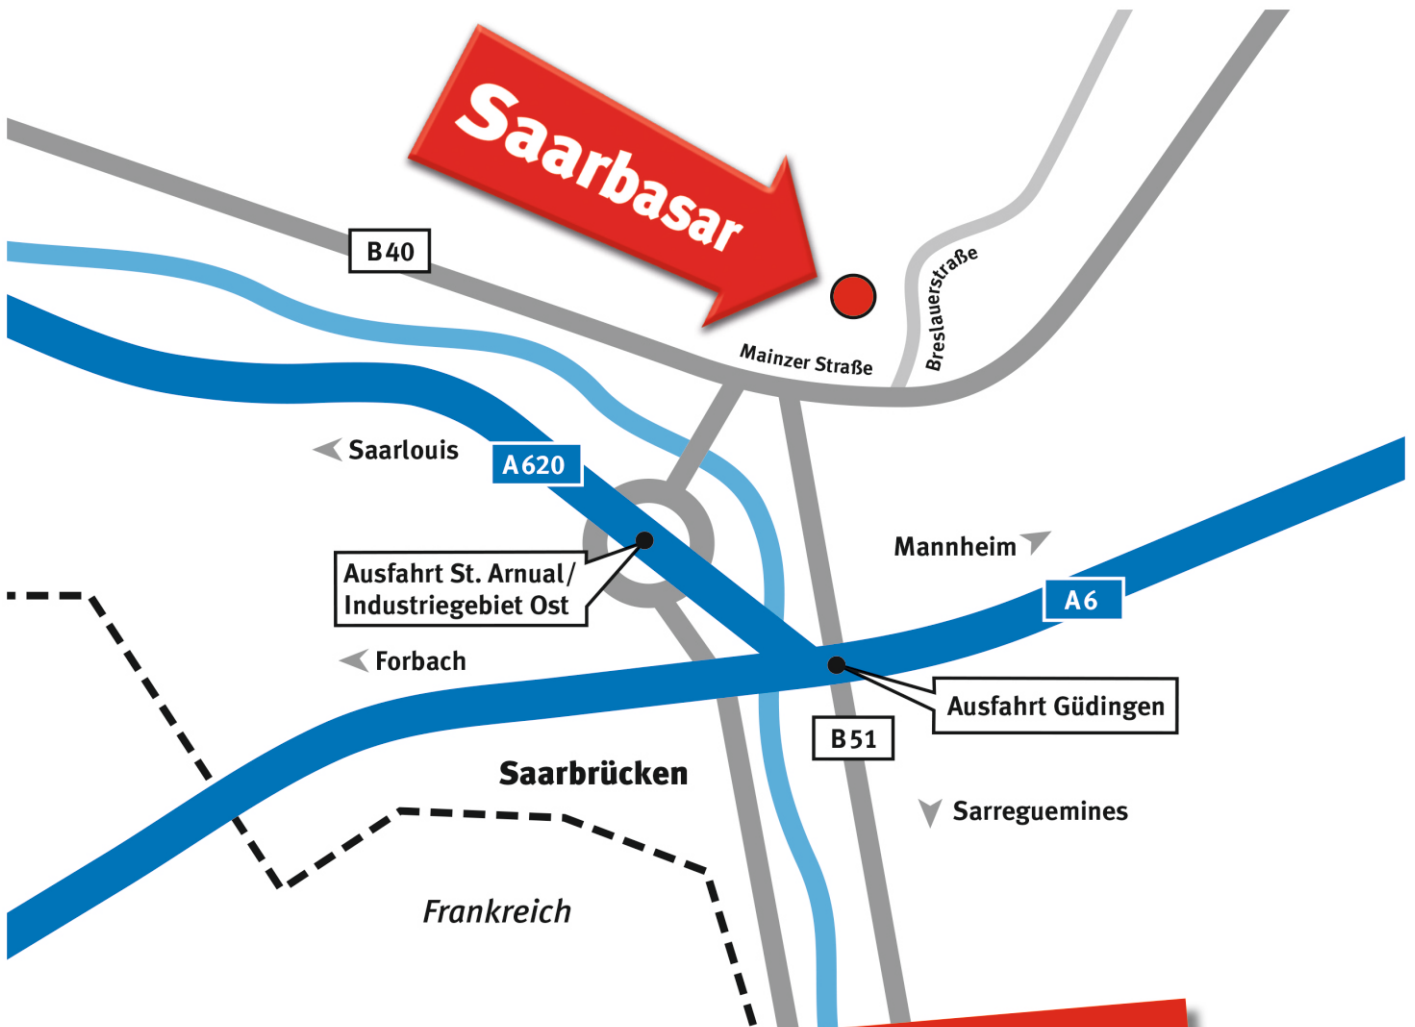 Saarbasar
B40
Breslauerstraße
Mainzer Straße
Saarlouis
A620
Mannheim
Ausfahrt St. Arnual/
Industriegebiet Ost
A6
Forbach
Ausfahrt Güdingen
B51
Saarbrücken
Sarreguemines
Frankreich